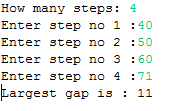 How many steps: 4
Enter step no 1 :40
Enter step no 2 :50
Enter step no 3 :60
Enter step no 4 :71
Largest gap is : 11